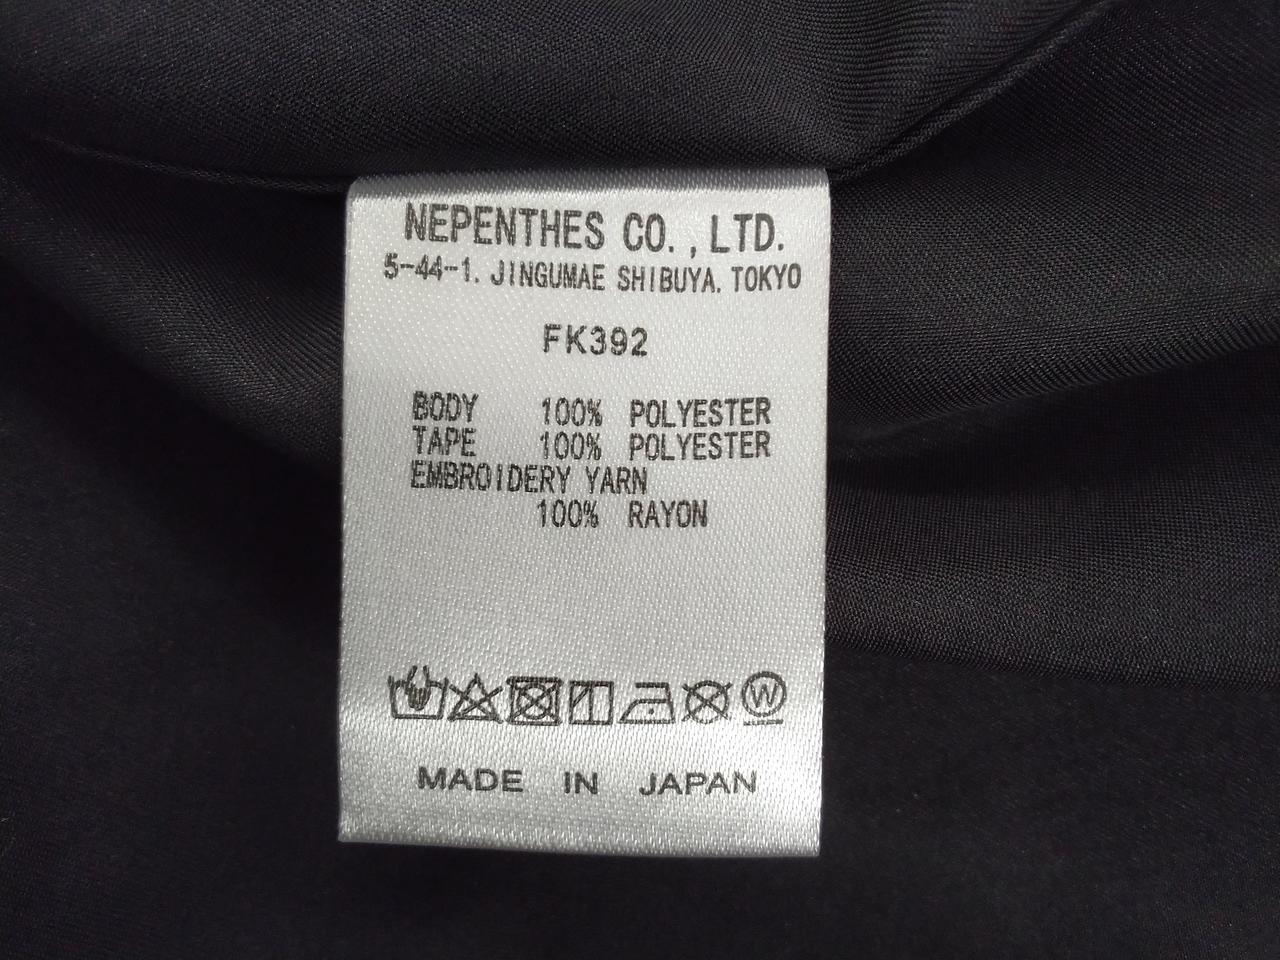 NEPENTHES CO., LTD.
5-44-1. JINGUMAE SHIBUYA. TOKYO
FK392
BODY 100% POLYESTER
TAPE 100% POLYESTER
EMBROIDERY YARN
100% RAYON
W
MADE IN JAPAN